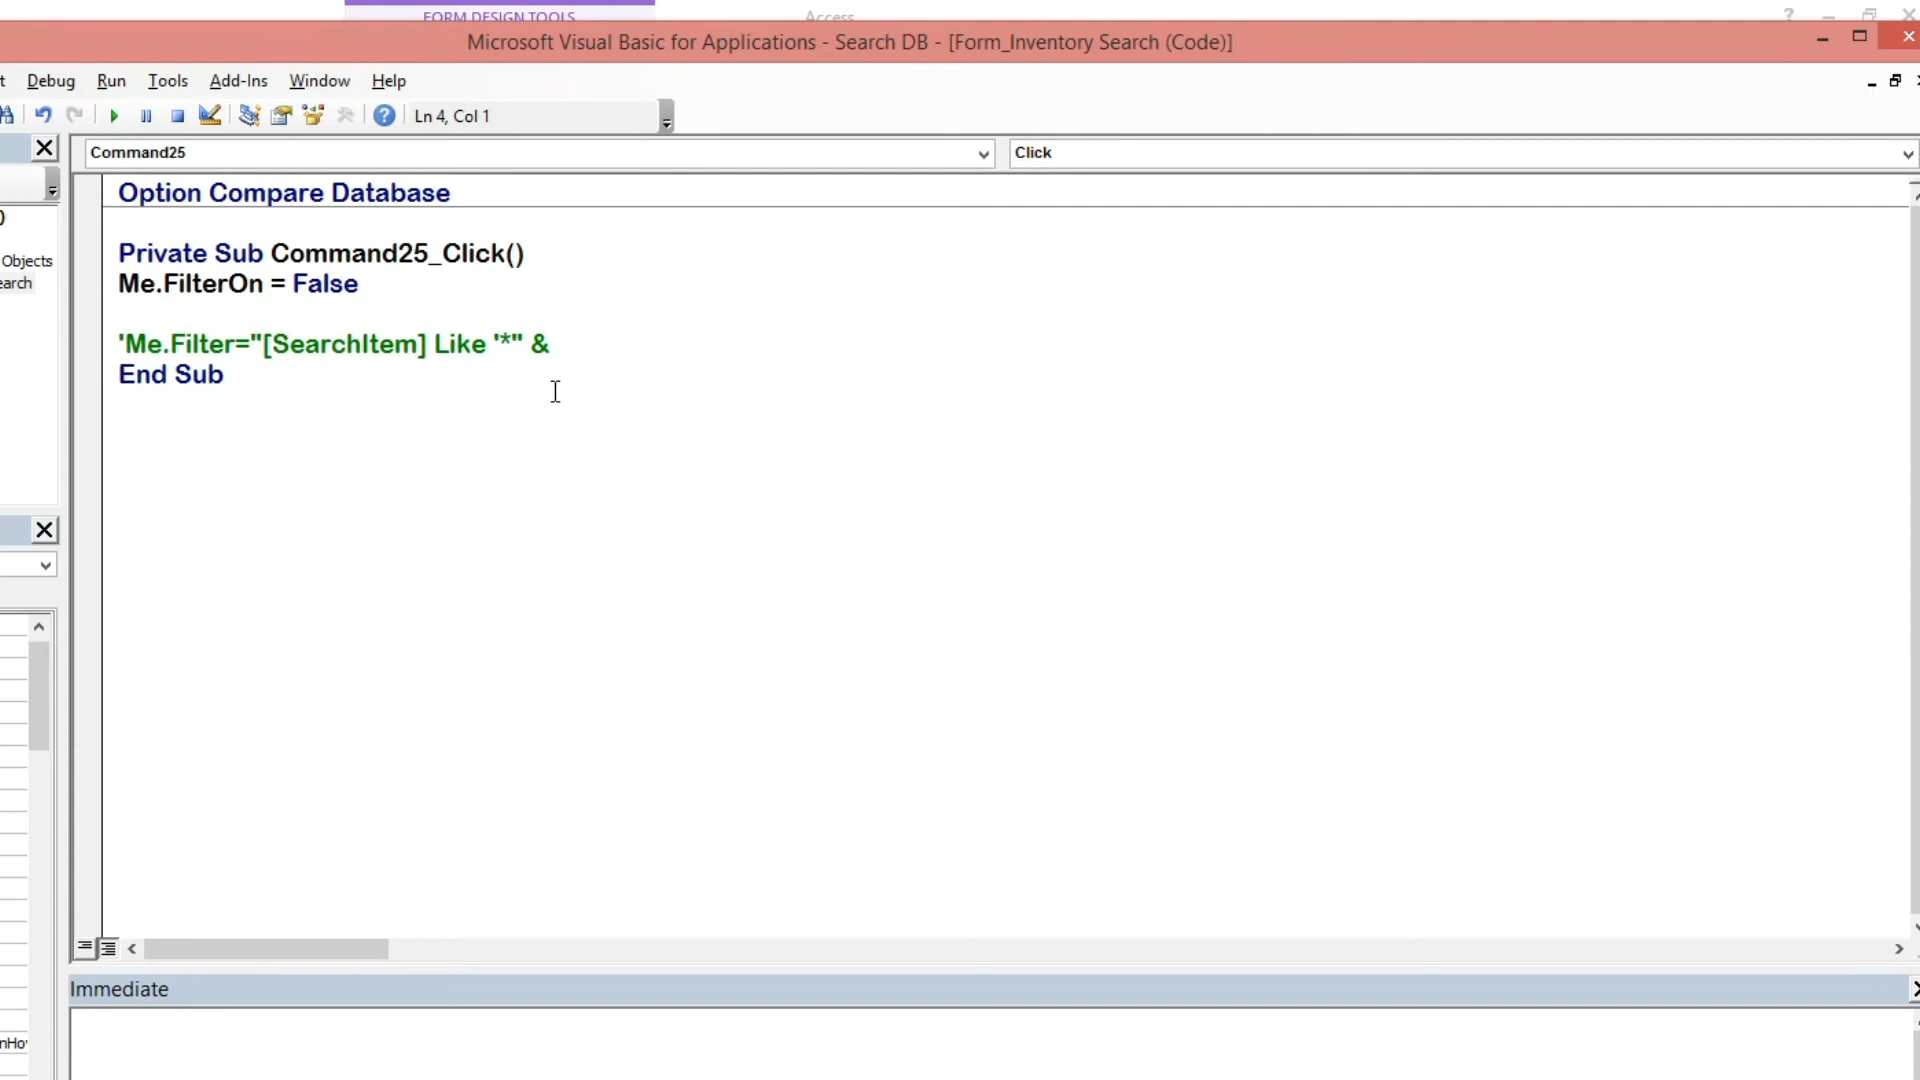 FORM DESIGN TOOLS
Access
Microsoft Visual Basic for Applications - Search DB - [Form_Inventory Search (Code)]
t Debug Run Tools Add-Ins Window Help
Ln 4, Col 1
Command25
Click
Option Compare Database
Private Sub Command25_Click()
Me.FilterOn = False
'Me.Filter="[SearchItem] Like '*" &
End Sub
)
Objects
earch
Immediate
nHo